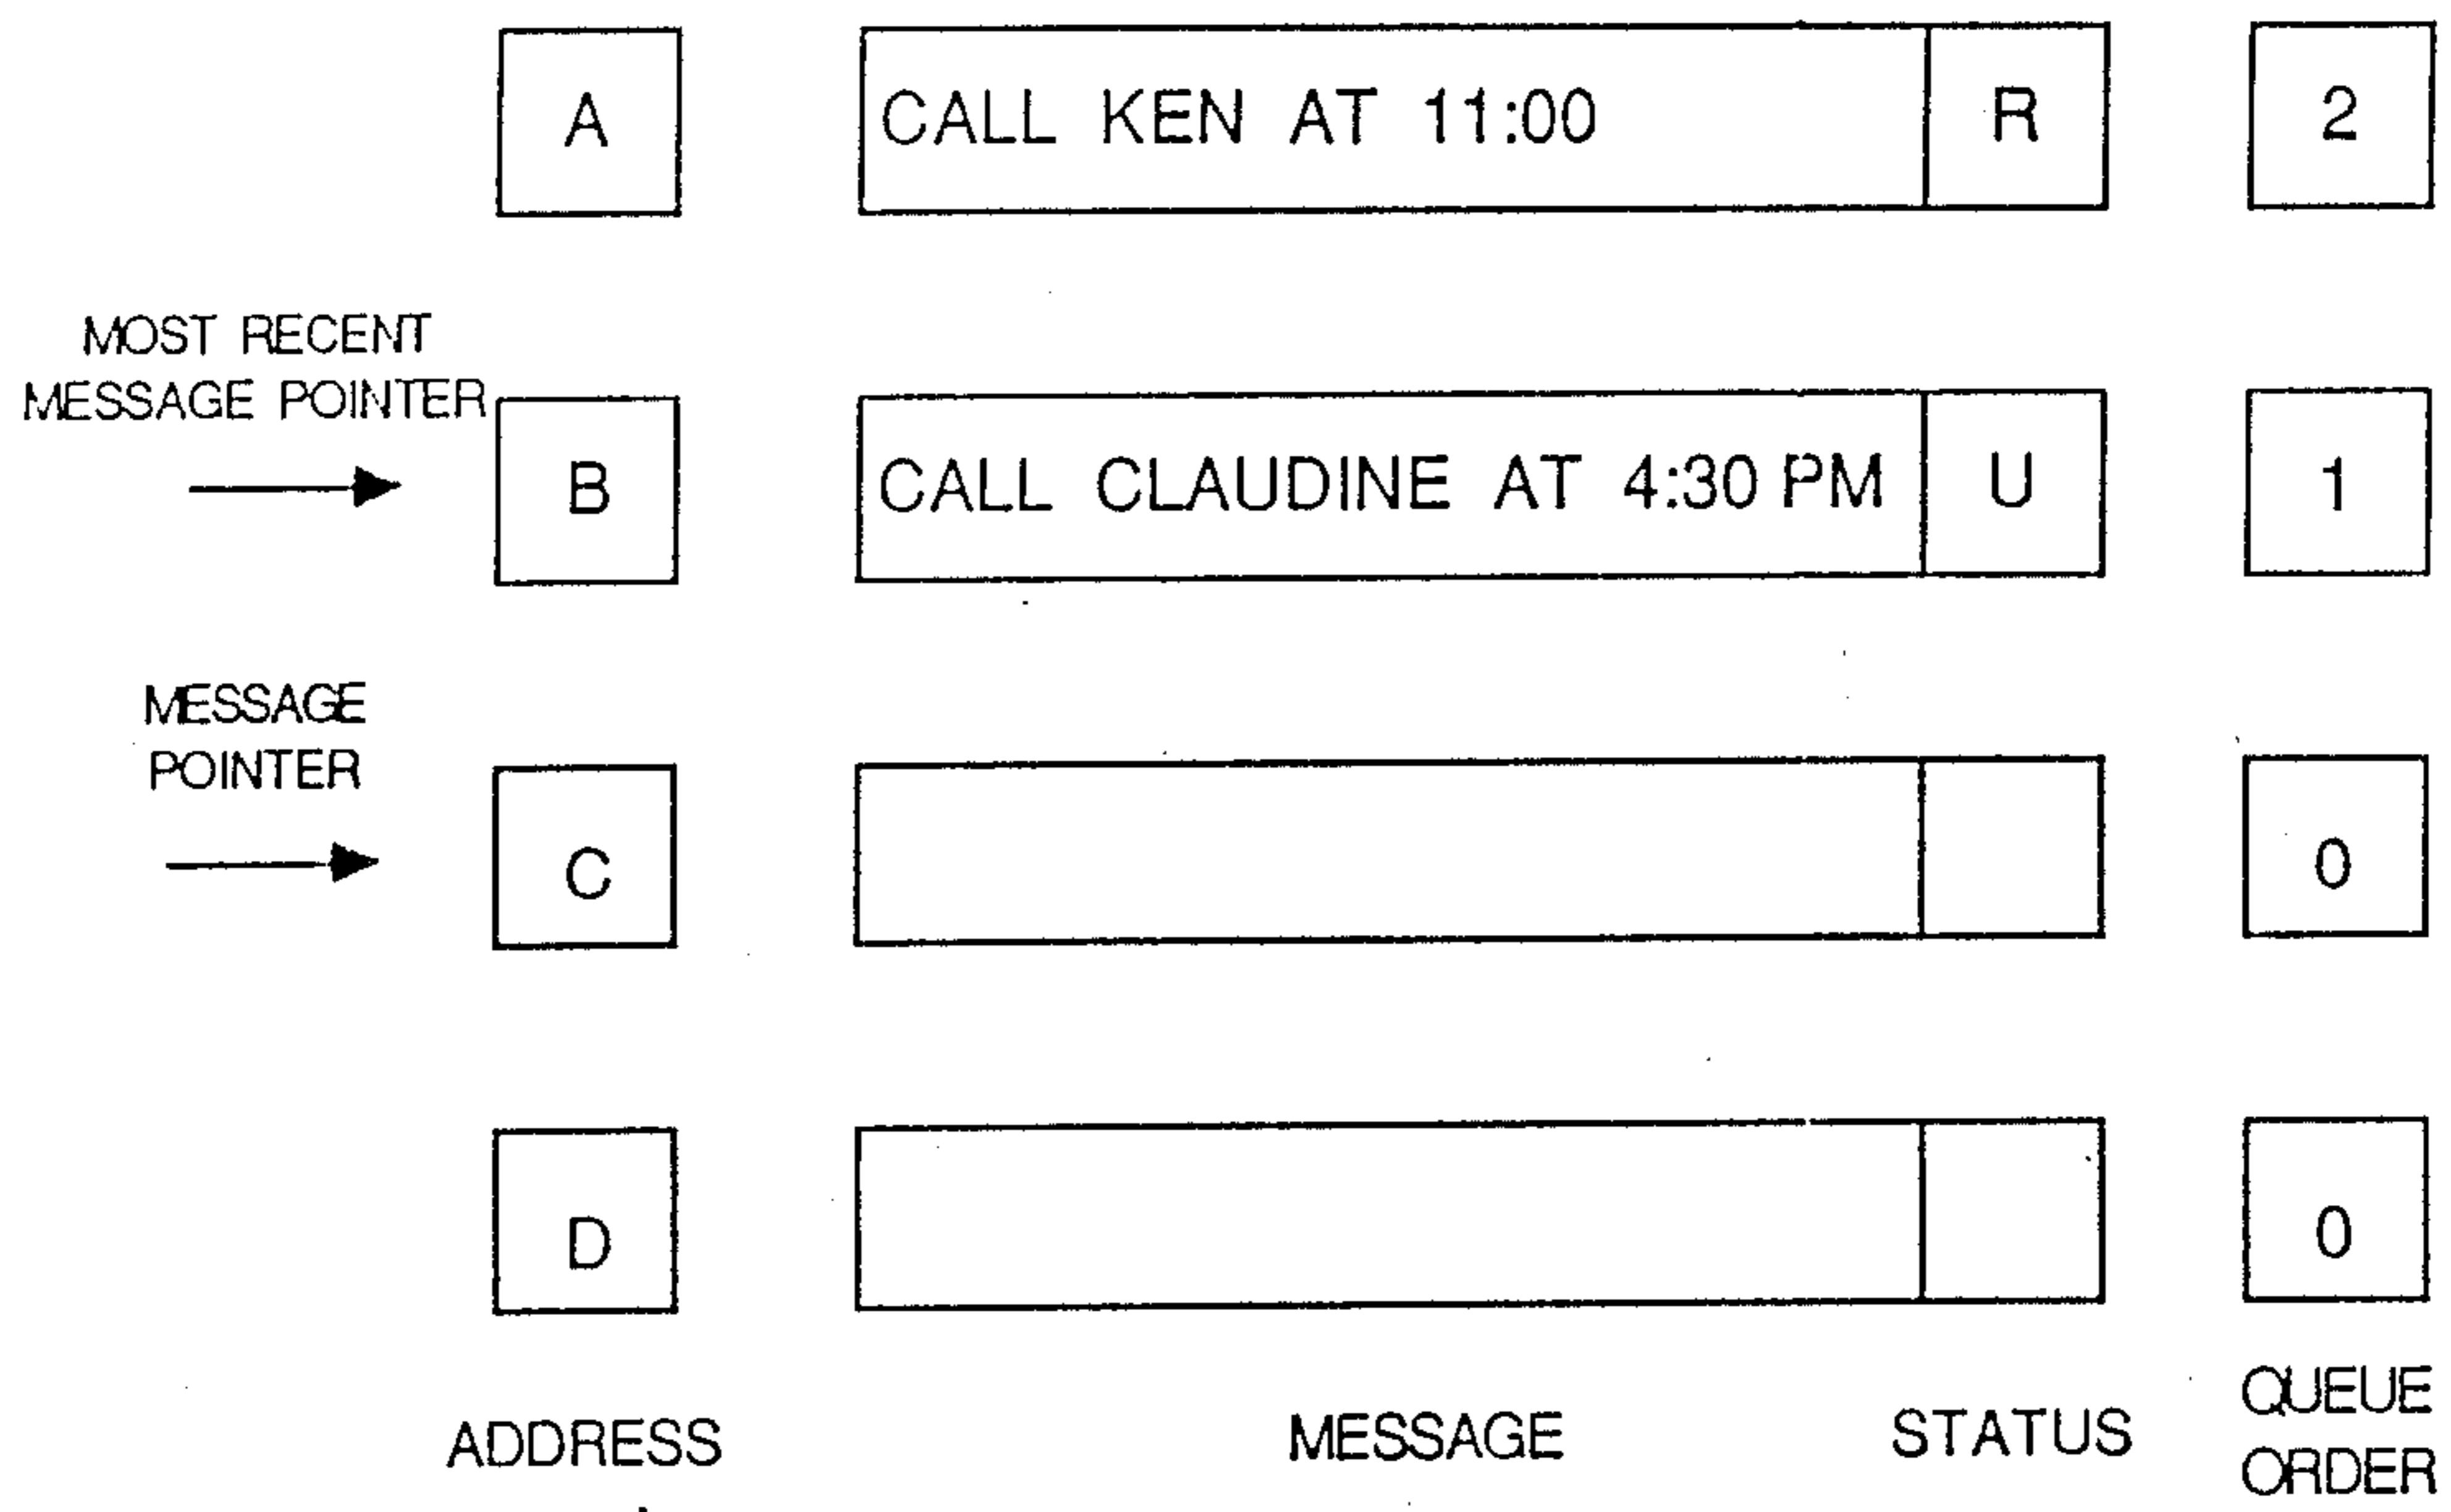 A CALL KEN AT 11:00 R 2
MOST RECENT
MESSAGE POINTER
B CALL CLAUDINE AT 4:30 PM U 1
MESSAGE
POINTER
C 0
D 0
ADDRESS MESSAGE STATUS QUEUE
ORDER